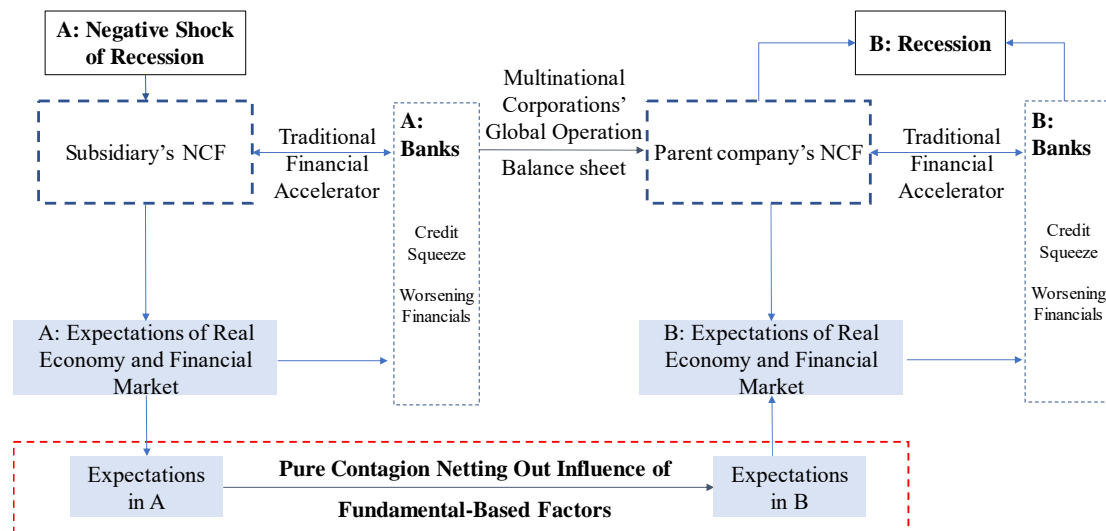 A: Negative Shock
of Recession
B: Recession
Subsidiary's NCF
Traditional
Financial
Accelerator
A:
Banks
Credit
Squeeze
Worsening
Financials
Multinational
Corporations'
Global Operation
Balance sheet
Parent company's NCF
Traditional
Financial
Accelerator
B:
Banks
Credit
Squeeze
Worsening
Financials
A: Expectations of Real
Economy and Financial
Market
B: Expectations of Real
Economy and Financial
Market
Expectations
in A
Pure Contagion Netting Out Influence of
Fundamental-Based Factors
Expectations
in B